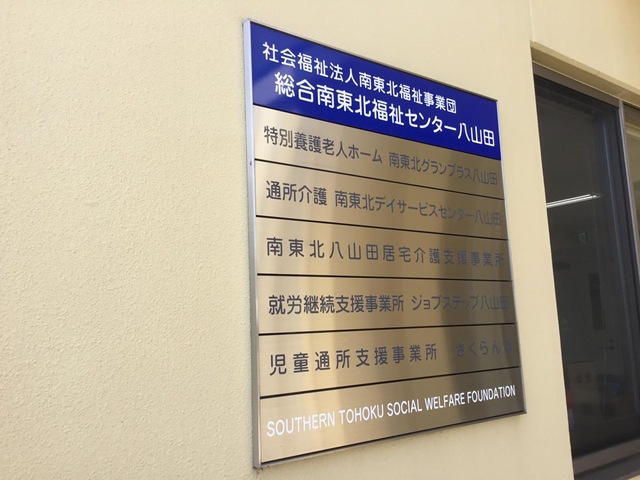 社会福祉法人南東北福祉事業団
総合南東北福祉センター八山田
特別養護老人ホーム 南東北グランプラス八山田
通所介護 南東北デイサービスセンター八山田
南東北八山田居宅介護支援事業所
就労継続支援事業所 ジョブステップ八山田
児童通所支援事業所
SOUTHERN TOHOKU SOCIAL WELFARE FOUNDATION